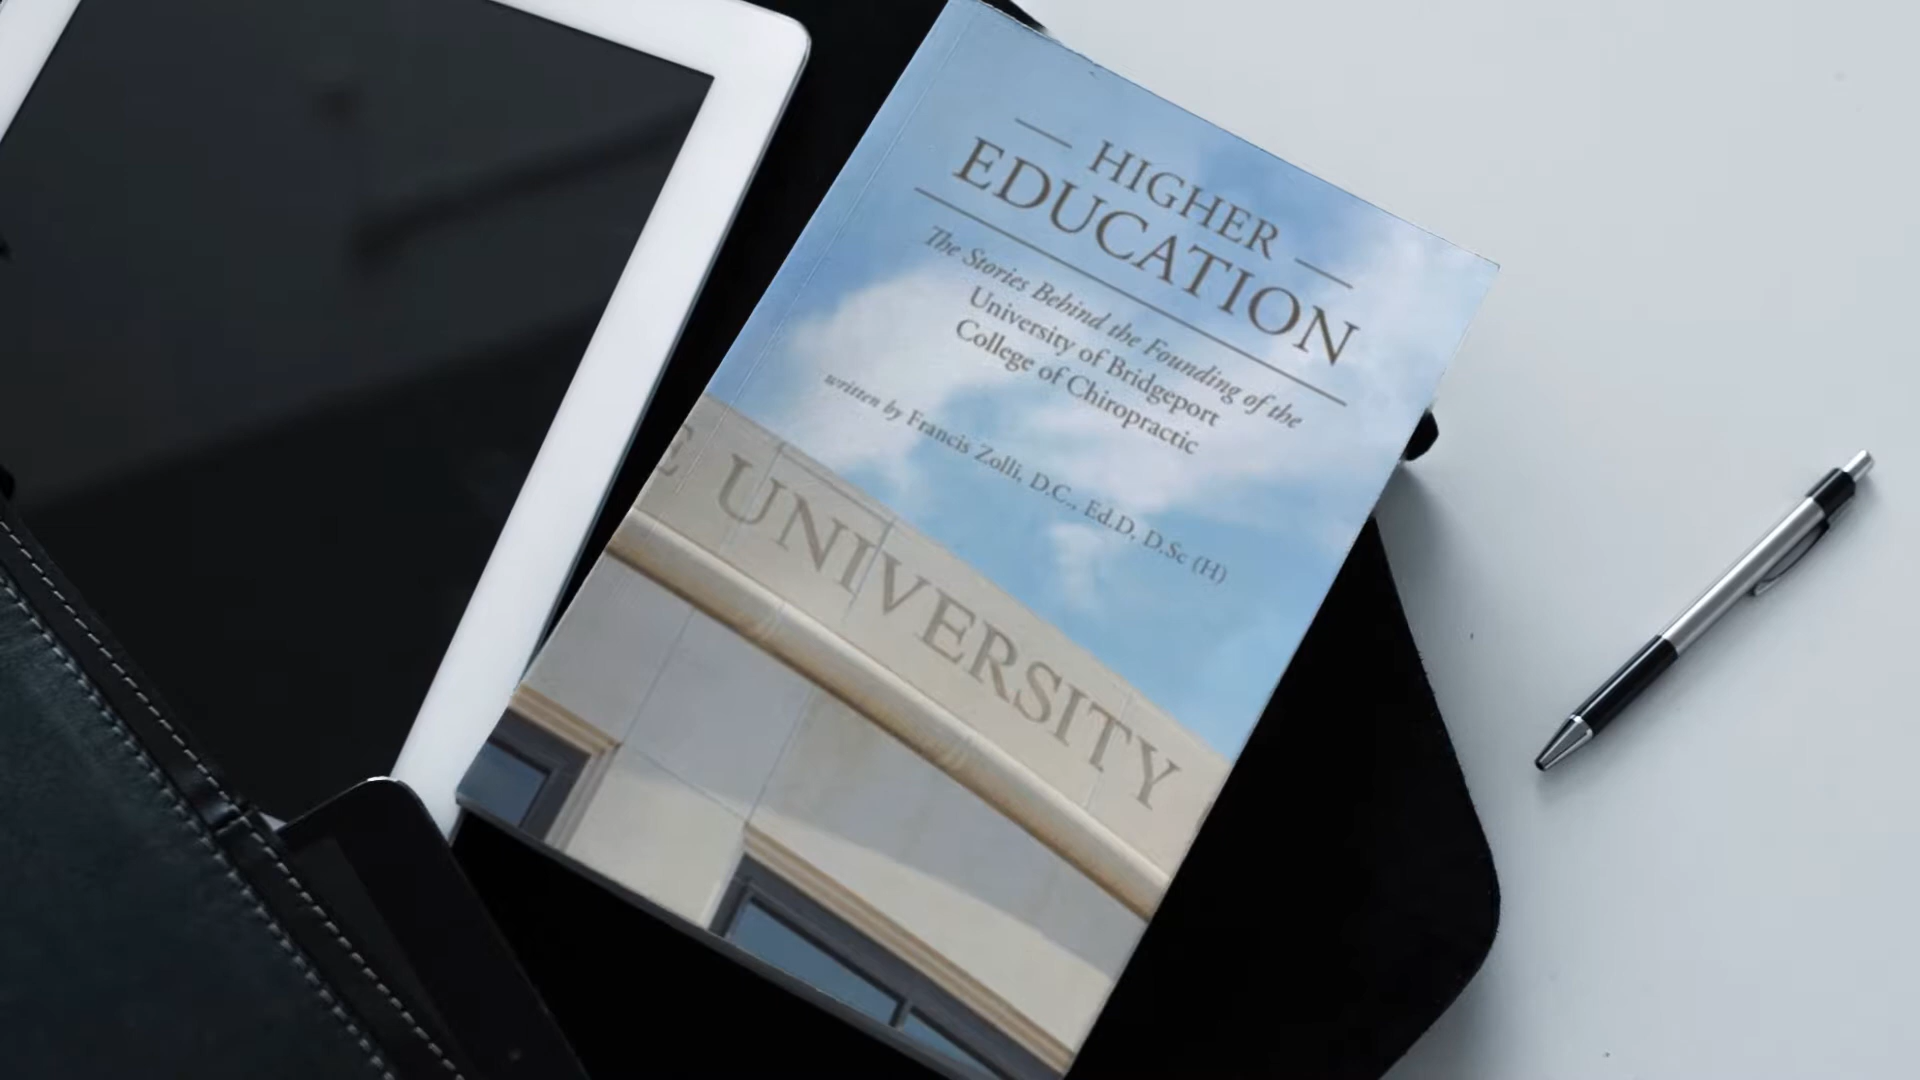 HIGHER
EDUCATION
The Stories Behind the Founding of the
University of Bridgeport
College of Chiropractic
written by Francis Zolli, D.C., Ed.D, D.Sc (H)
E UNIVERSITY